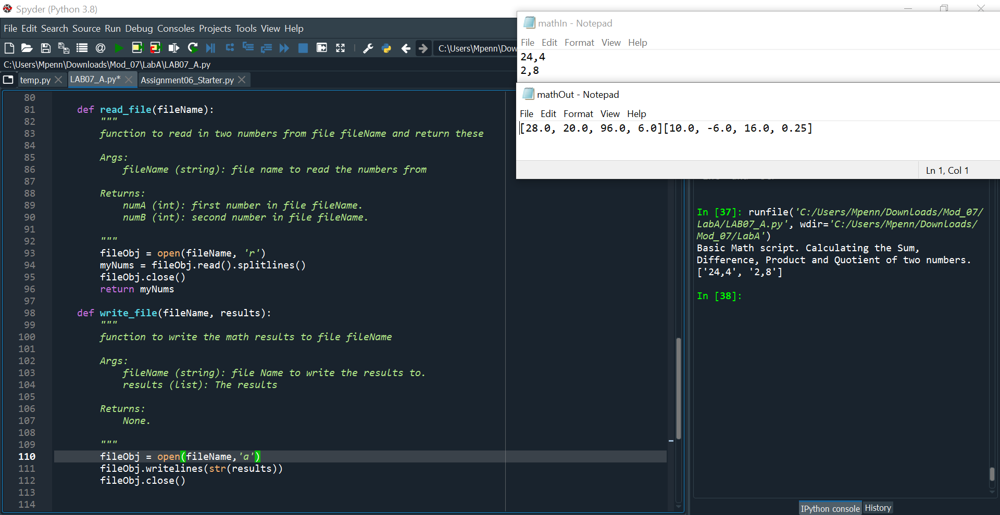 Spyder (Python 3.8)
File Edit Search Source Run Debug Consoles Projects Tools View Help
C:\Users\Mpenn\Dow
C:\Users\Mpenn\Downloads\Mod_07\LabA\LAB07_A.py
temp.py LAB07_A.py* Assignment06_Starter.py
80
81 def read_file(fileName):
82 """
83 function to read in two numbers from file fileName and return these
84
85 Args:
86 fileName (string): file name to read the numbers from
87
88 Returns:
89 numA (int): first number in file fileName.
90 numB (int): second number in file fileName.
91
92 """
93 fileObj = open(fileName, 'r')
94 myNums = fileObj.read().splitlines()
95 fileObj.close()
96 return myNums
97
98 def write_file(fileName, results):
99 """
100 function to write the math results to file fileName
101
102 Args:
103 fileName (string): file Name to write the results to.
104 results (list): The results
105
106 Returns:
107 None.
108
109 """
110 fileObj = open(fileName,'a')
111 fileObj.writelines(str(results))
112 fileObj.close()
113
114
mathIn - Notepad
File Edit Format View Help
24,4
2,8
mathOut - Notepad
File Edit Format View Help
[28.0, 20.0, 96.0, 6.0][10.0, -6.0, 16.0, 0.25]
Ln 1, Col 1
In [37]: runfile('C:/Users/Mpenn/Downloads/Mod_07/
LabA/LAB07_A.py', wdir='C:/Users/Mpenn/Downloads/
Mod_07/LabA')
Basic Math script. Calculating the Sum,
Difference, Product and Quotient of two numbers.
['24,4', '2,8']
In [38]:
IPython console History